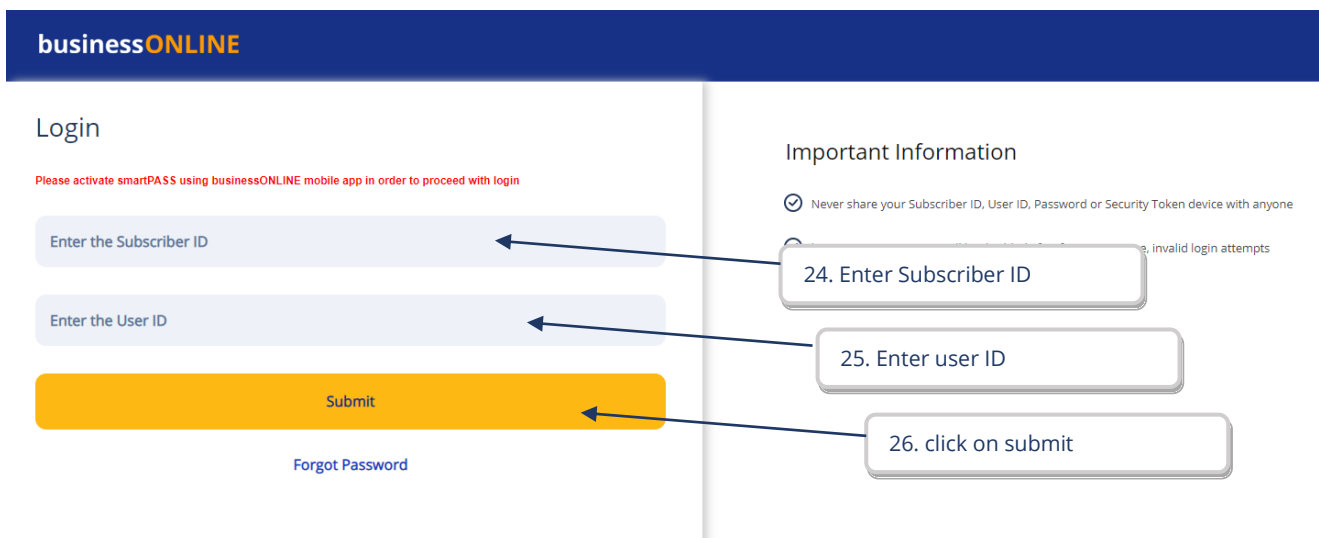 businessONLINE
Login
Please activate smartPASS using businessONLINE mobile app in order to proceed with login
Enter the Subscriber ID
Enter the User ID
Submit
Forgot Password
Important Information
Never share your Subscriber ID, User ID, Password or Security Token device with anyone
invalid login attempts
24. Enter Subscriber ID
25. Enter user ID
26. click on submit